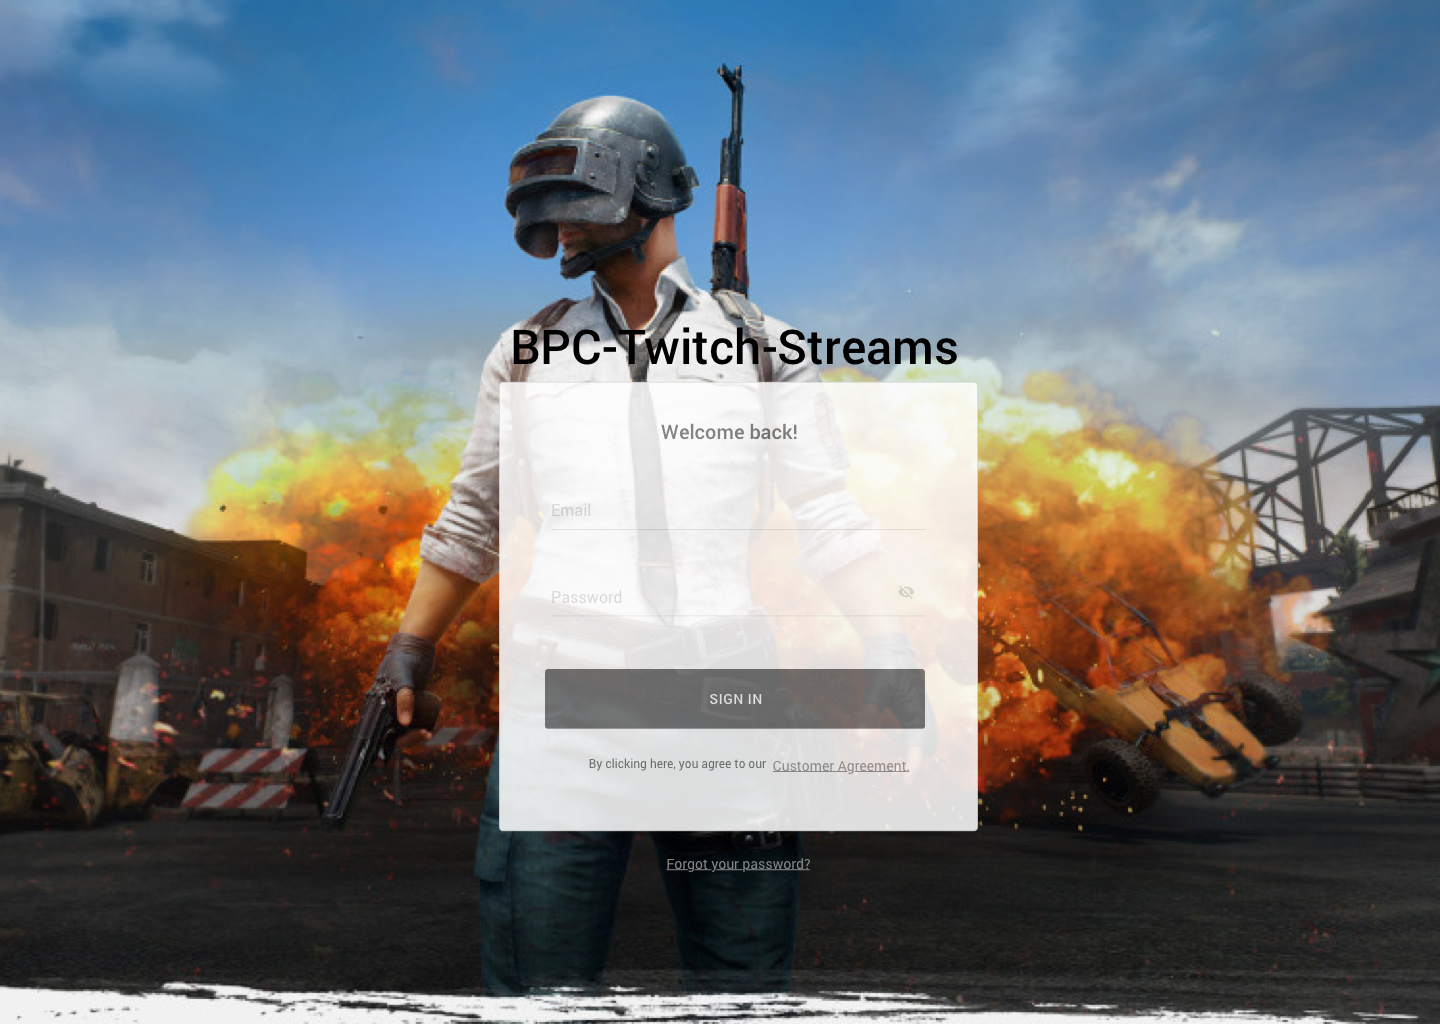 BPC-Twitch-Streams
Welcome back!
Email
Password
SIGN IN
By clicking here, you agree to our Customer Agreement.
Forgot your password?